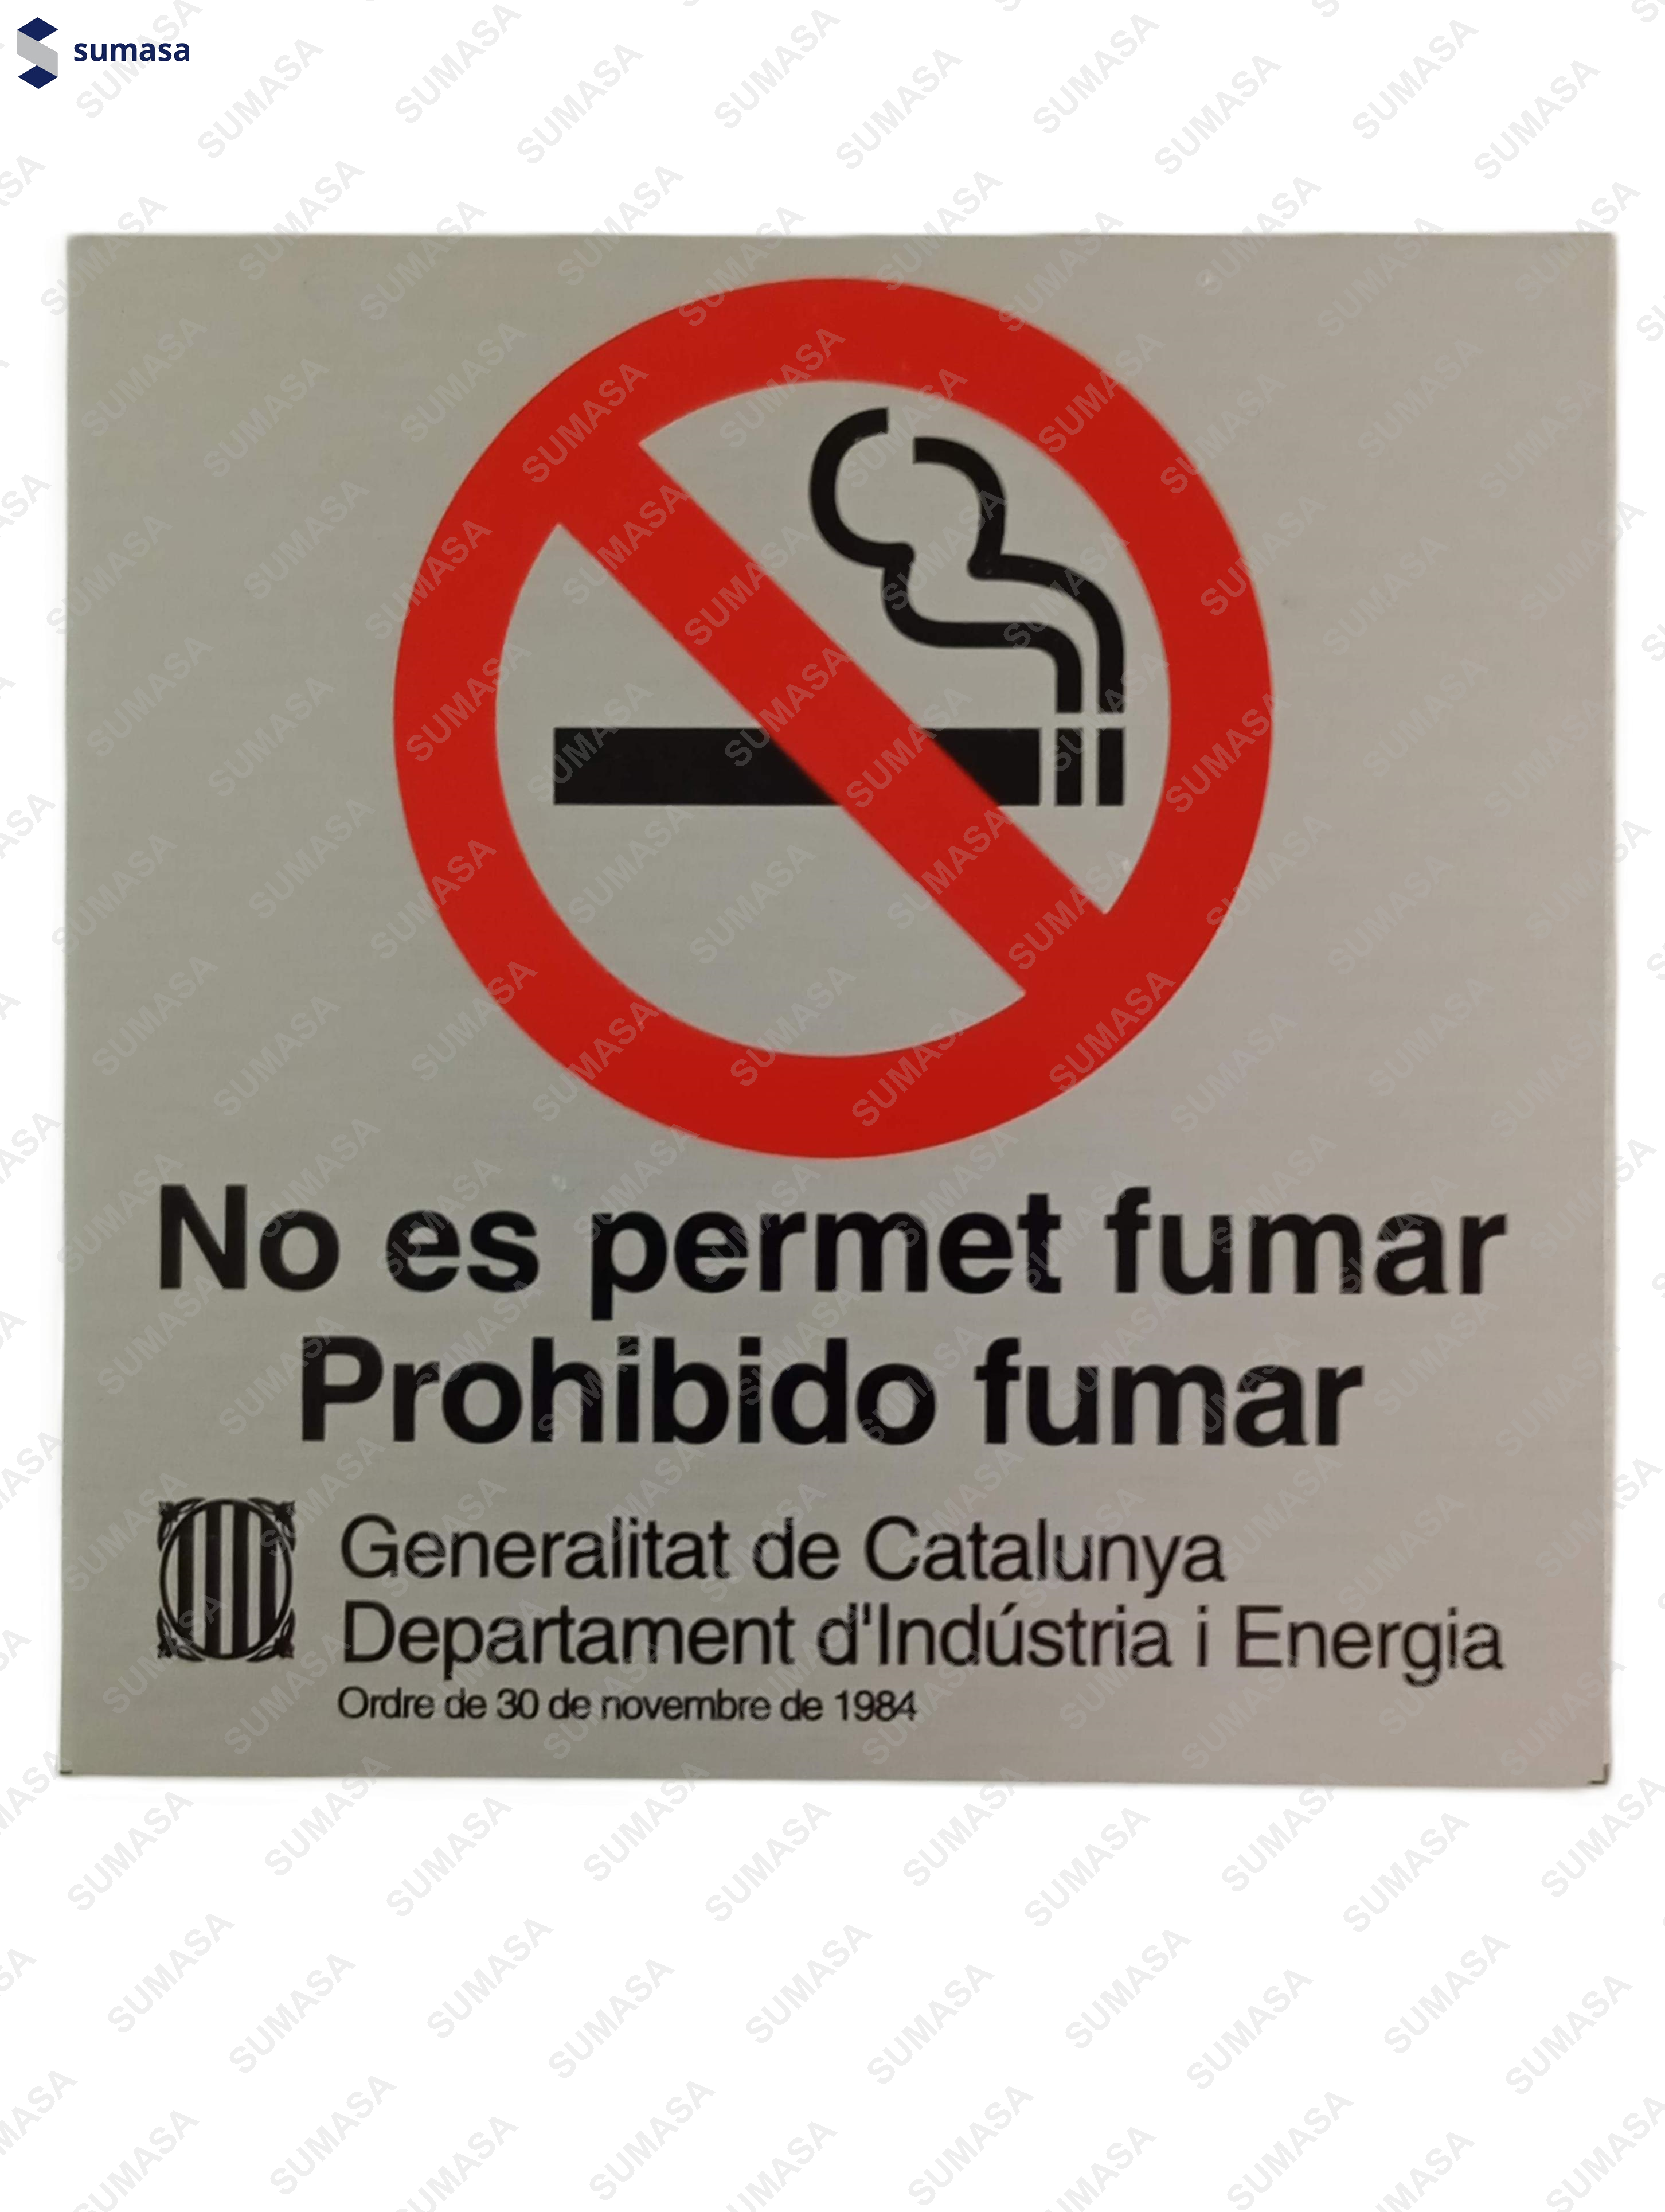 sumasa
No es permet fumar
Prohibido fumar
Generalitat de Catalunya
Departament d'Indústria i Energia
Ordre de 30 de novembre de 1984
SUMASA